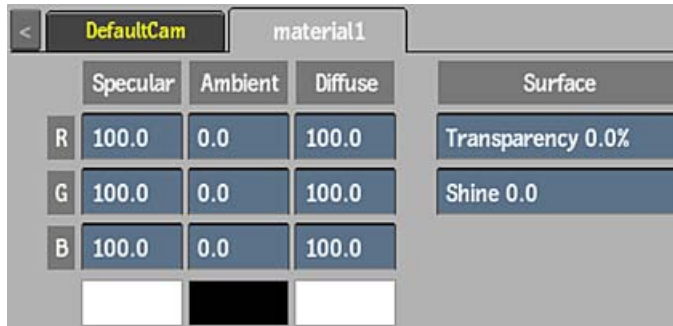 < DefaultCam material1
Specular Ambient Diffuse Surface
R 100.0 0.0 100.0 Transparency 0.0%
G 100.0 0.0 100.0 Shine 0.0
B 100.0 0.0 100.0